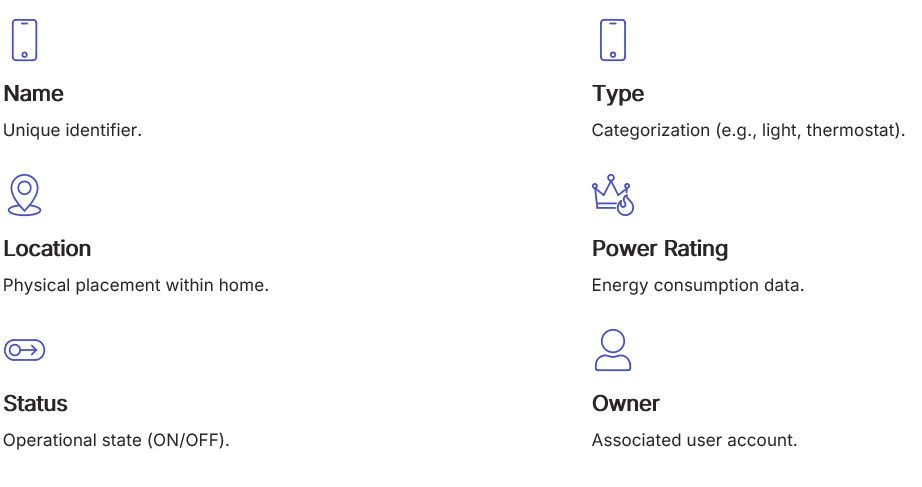 Name
Unique identifier.
Type
Categorization (e.g., light, thermostat).
Location
Physical placement within home.
Power Rating
Energy consumption data.
Status
Operational state (ON/OFF).
Owner
Associated user account.